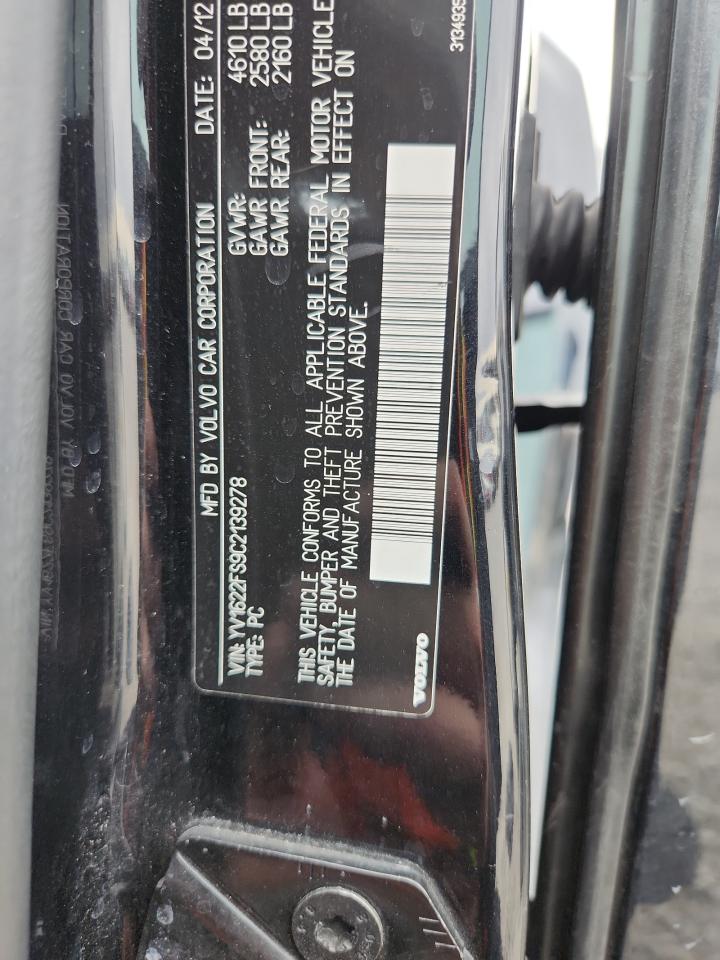 MFD BY VOLVO CAR CORPORATION DATE: 04/12
VIN: YV1622FS9C2139278 GVWR: 4610 LB
TYPE: PC GAWR FRONT: 2580 LB
GAWR REAR: 2160 LB
THIS VEHICLE CONFORMS TO ALL APPLICABLE FEDERAL MOTOR VEHICLE
SAFETY, BUMPER AND THEFT PREVENTION STANDARDS IN EFFECT ON
THE DATE OF MANUFACTURE SHOWN ABOVE.
VOLVO
313493